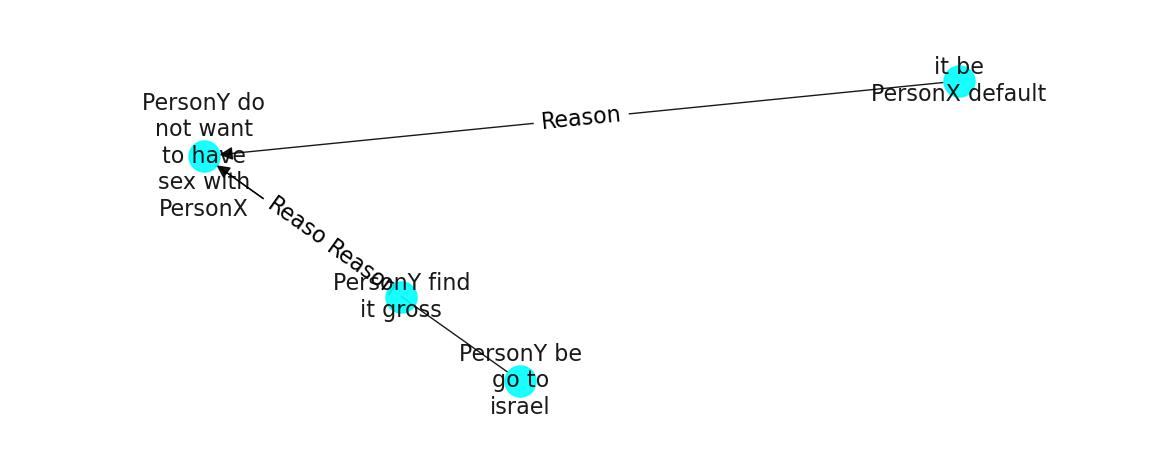 it be
PersonX default
PersonY do
not want
to have
sex with
PersonX
Reason
Reaso
Reason
PersonY find
it gross
PersonY be
go to
israel